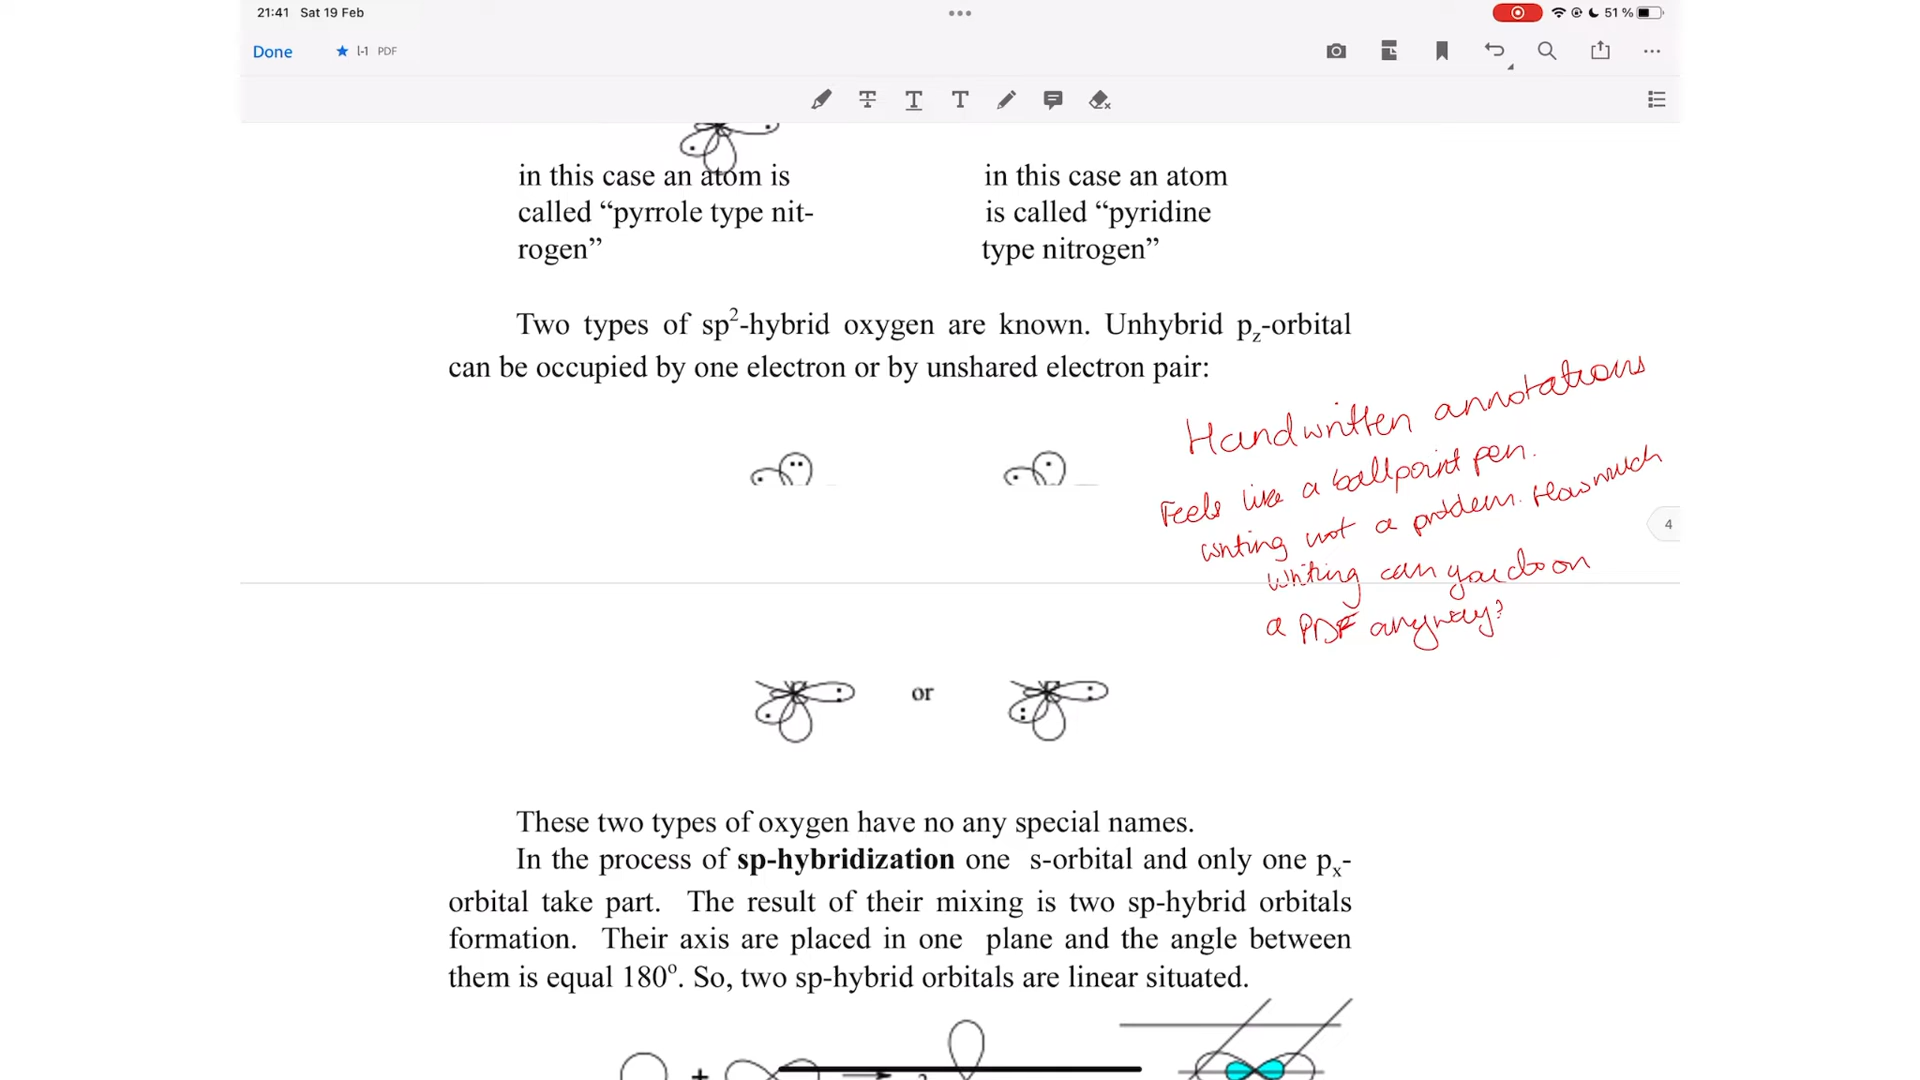 21:41 Sat 19 Feb
51 %
Done
l-1 PDF
in this case an atom is
called “pyrrole type nit-
rogen”
in this case an atom
is called “pyridine
type nitrogen”
Two types of sp²-hybrid oxygen are known. Unhybrid pz-orbital
can be occupied by one electron or by unshared electron pair:
Handwritten annotations
Feels like a ballpoint pen.
writing not a problem. How much
writing can you do on
a PDF anyway?
4
or
These two types of oxygen have no any special names.
In the process of sp-hybridization one s-orbital and only one px-
orbital take part. The result of their mixing is two sp-hybrid orbitals
formation. Their axis are placed in one plane and the angle between
them is equal 180º. So, two sp-hybrid orbitals are linear situated.
+